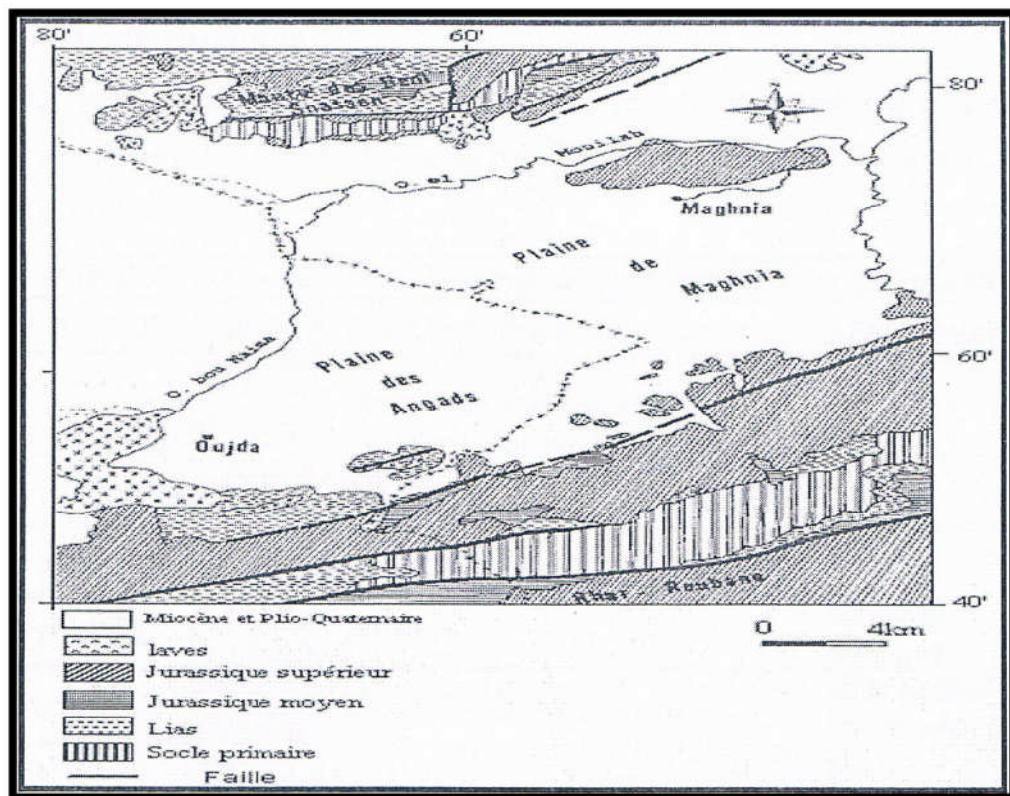 80'
60'
80'
Massif des Beni
Snassen
O. el Mouilah
Maghnia
Plaine
de
Maghnia
O. bou Naïm
Plaine
des
Angads
60'
Oujda
Rhar Roubane
40'
Miocène et Plio-Quaternaire
0 4km
laves
Jurassique supérieur
Jurassique moyen
Lias
Socle primaire
Faille